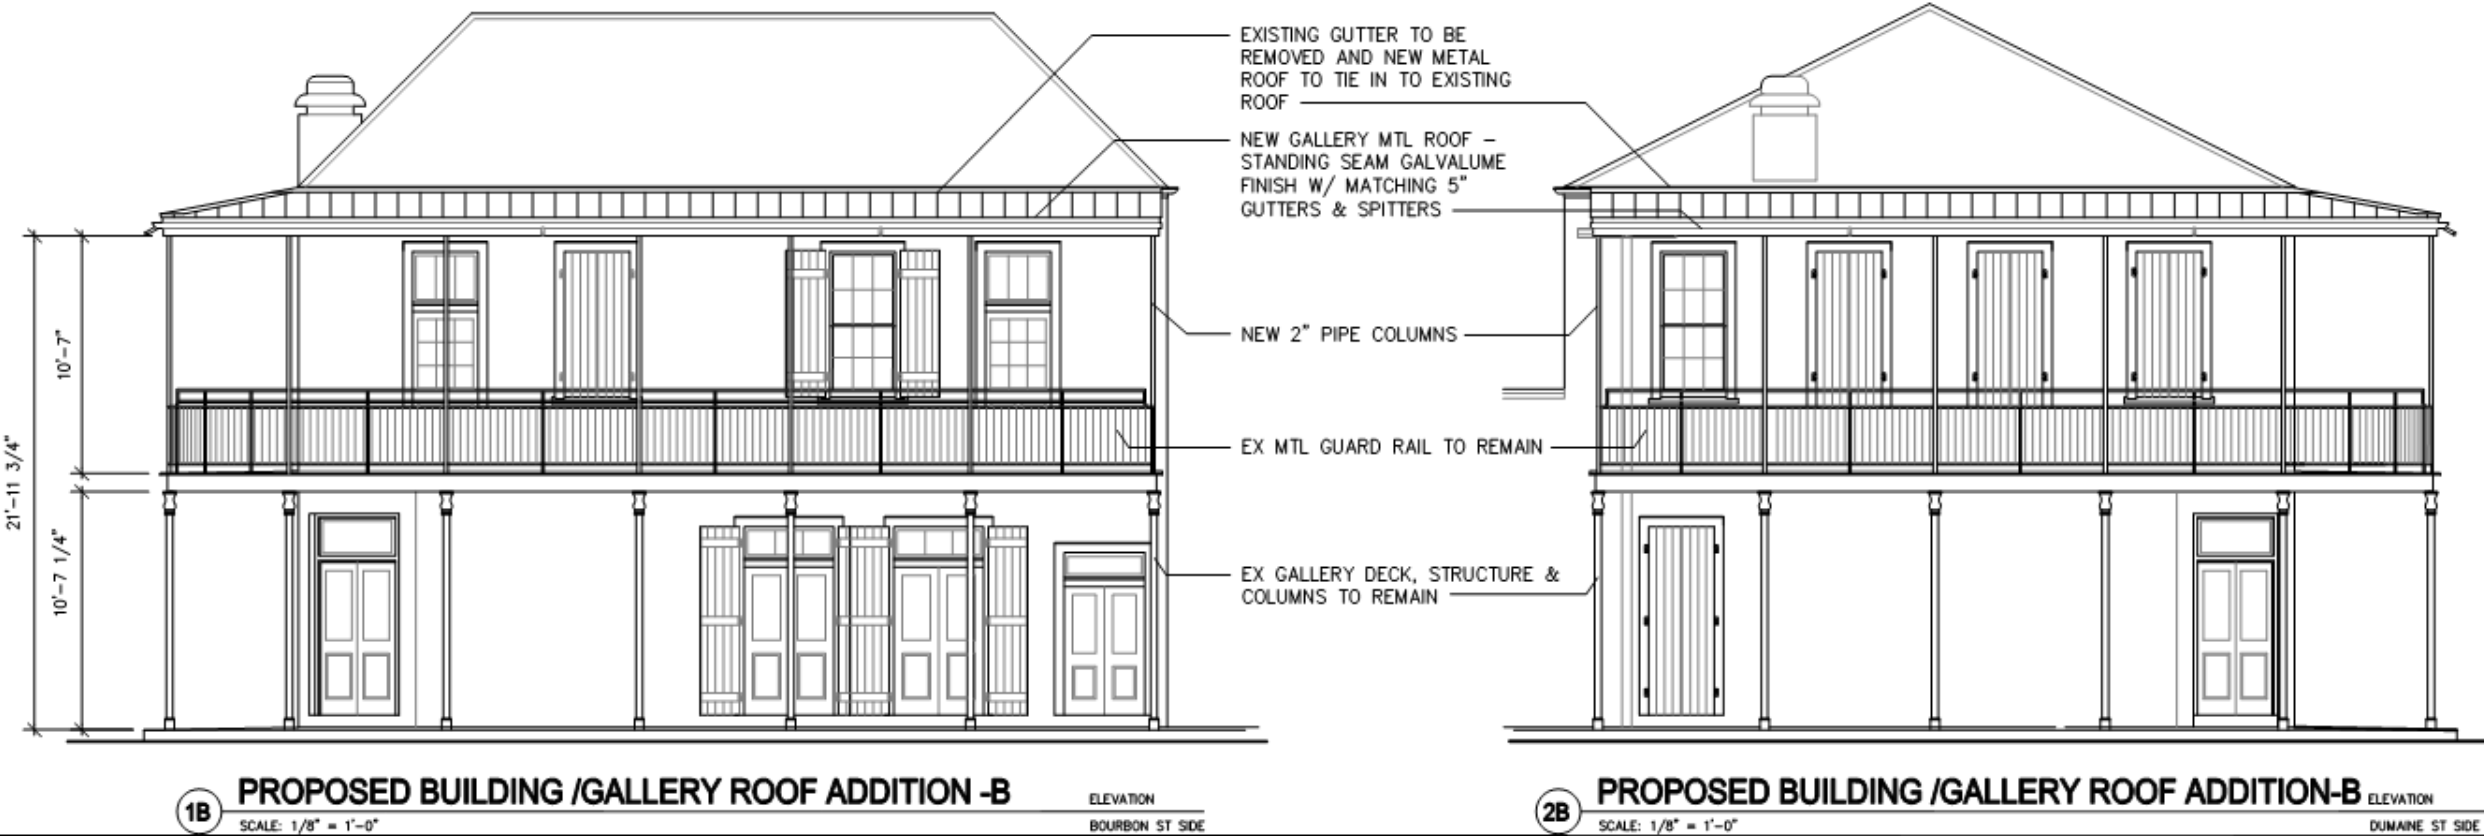 EXISTING GUTTER TO BE
REMOVED AND NEW METAL
ROOF TO TIE IN TO EXISTING
ROOF
NEW GALLERY MTL ROOF –
STANDING SEAM GALVALUME
FINISH W/ MATCHING 5"
GUTTERS & SPITTERS
NEW 2" PIPE COLUMNS
EX MTL GUARD RAIL TO REMAIN
EX GALLERY DECK, STRUCTURE &
COLUMNS TO REMAIN
10'-7"
21'-11 3/4"
10'-7 1/4"
1B PROPOSED BUILDING /GALLERY ROOF ADDITION -B ELEVATION
SCALE: 1/8" = 1'-0" BOURBON ST SIDE
2B PROPOSED BUILDING /GALLERY ROOF ADDITION-B ELEVATION
SCALE: 1/8" = 1'-0" DUMAINE ST SIDE